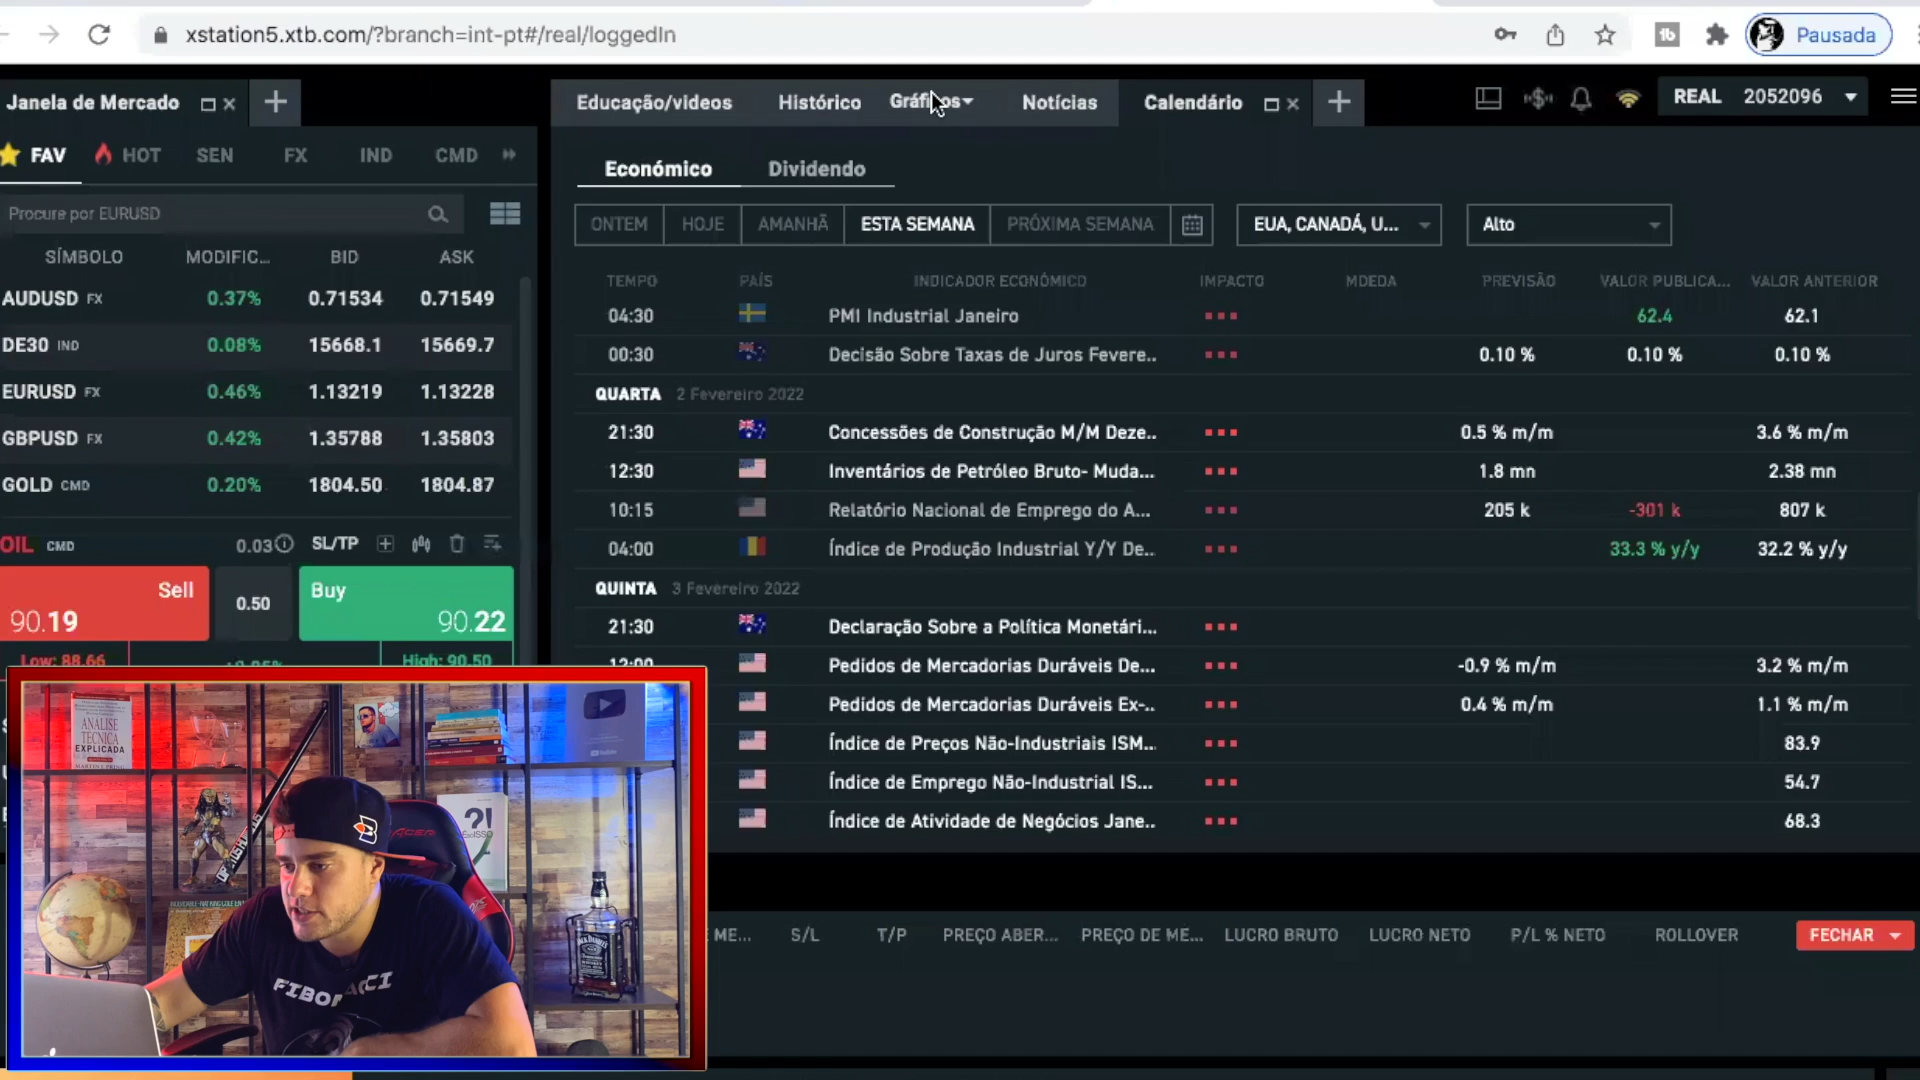 xstation5.xtb.com/?branch=int-pt#/real/loggedIn
Pausada
Janela de Mercado
Educação/videos Histórico Gráficos Notícias Calendário
REAL 2052096
FAV HOT SEN FX IND CMD
Procure por EURUSD
SÍMBOLO MODIFIC... BID ASK
AUDUSD FX 0.37% 0.71534 0.71549
DE30 IND 0.08% 15668.1 15669.7
EURUSD FX 0.46% 1.13219 1.13228
GBPUSD FX 0.42% 1.35788 1.35803
GOLD CMD 0.20% 1804.50 1804.87
OIL CMD 0.03 SL/TP
Sell 90.19
0.50
Buy 90.22
Low: 88.66
High: 90.50
Económico Dividendo
ONTEM HOJE AMANHÃ ESTA SEMANA PRÓXIMA SEMANA
EUA, CANADÁ, U... Alto
TEMPO PAÍS INDICADOR ECONÓMICO IMPACTO MOEDA PREVISÃO VALOR PUBLICA... VALOR ANTERIOR
04:30 PMI Industrial Janeiro 62.4 62.1
00:30 Decisão Sobre Taxas de Juros Fevere.. 0.10 % 0.10 % 0.10 %
QUARTA 2 Fevereiro 2022
21:30 Concessões de Construção M/M Deze.. 0.5 % m/m 3.6 % m/m
12:30 Inventários de Petróleo Bruto- Muda... 1.8 mn 2.38 mn
10:15 Relatório Nacional de Emprego do A... 205 k -301 k 807 k
04:00 Índice de Produção Industrial Y/Y De.. 33.3 % y/y 32.2 % y/y
QUINTA 3 Fevereiro 2022
21:30 Declaração Sobre a Política Monetári...
12:00 Pedidos de Mercadorias Duráveis De... -0.9 % m/m 3.2 % m/m
Pedidos de Mercadorias Duráveis Ex-.. 0.4 % m/m 1.1 % m/m
Índice de Preços Não-Industriais ISM... 83.9
Índice de Emprego Não-Industrial IS... 54.7
Índice de Atividade de Negócios Jane.. 68.3
ME... S/L T/P PREÇO ABER... PREÇO DE ME... LUCRO BRUTO LUCRO NETO P/L % NETO ROLLOVER
FECHAR
ANÁLISE
TÉCNICA
EXPLICADA
?!
ACER